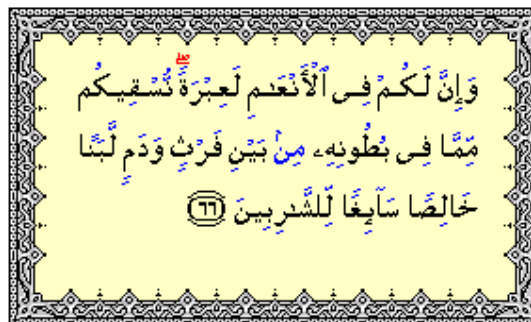 وَإِنَّ لَكُمْ فِى ٱلْأَنْعَـٰمِ لَعِبْرَةًۖ نُّسْقِيكُم
مِّمَّا فِى بُطُونِهِۦ مِنۢ بَيْنِ فَرْثٍ وَدَمٍ لَّبَنًا
خَالِصًا سَآئِغًا لِّلشَّـٰرِبِينَ ٦٦